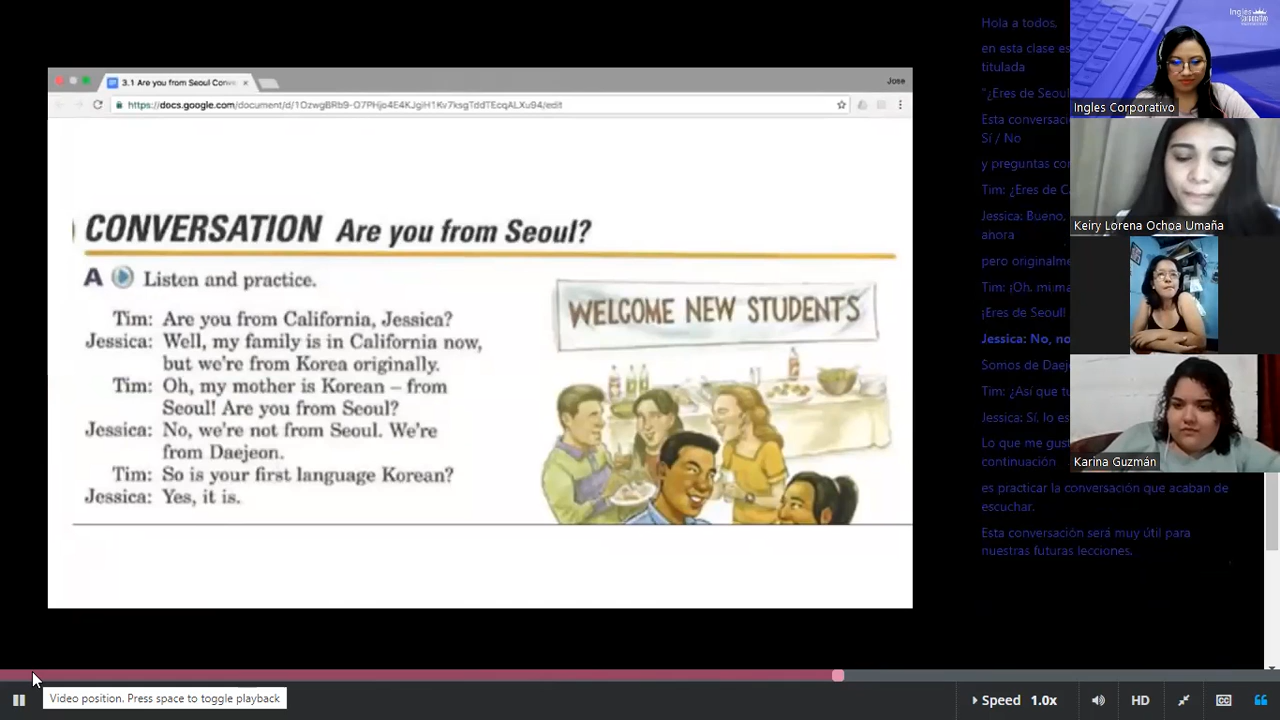 3.1 Are you from Seoul Conv
Jose
https://docs.google.com/document/d/1OzwgBRb9-O7PHjo4E4KJgiH1Kv7ksgTddTEcqALXu94/edit
CONVERSATION Are you from Seoul?
A Listen and practice.
Tim: Are you from California, Jessica?
Jessica: Well, my family is in California now,
but we're from Korea originally.
Tim: Oh, my mother is Korean – from
Seoul! Are you from Seoul?
Jessica: No, we're not from Seoul. We're
from Daejeon.
Tim: So is your first language Korean?
Jessica: Yes, it is.
WELCOME NEW STUDENTS
Hola a todos,
en esta clase es
titulada
"¿Eres de Seoul
Esta conversaci
Sí / No
y preguntas co
Tim: ¿Eres de C
Jessica: Bueno,
ahora
pero originalm
Tim: ¡Oh, mi ma
¡Eres de Seoul!
Jessica: No, no
Somos de Daej
Tim: ¿Así que tu
Jessica: Sí, lo es
Lo que me gus
continuación
es practicar la conversación que acaban de
escuchar.
Esta conversación será muy útil para
nuestras futuras lecciones.
Ingles
Ingles Corporativo
Keiry Lorena Ochoa Umaña
Karina Guzmán
Video position. Press space to toggle playback
Speed 1.0x
HD
CC